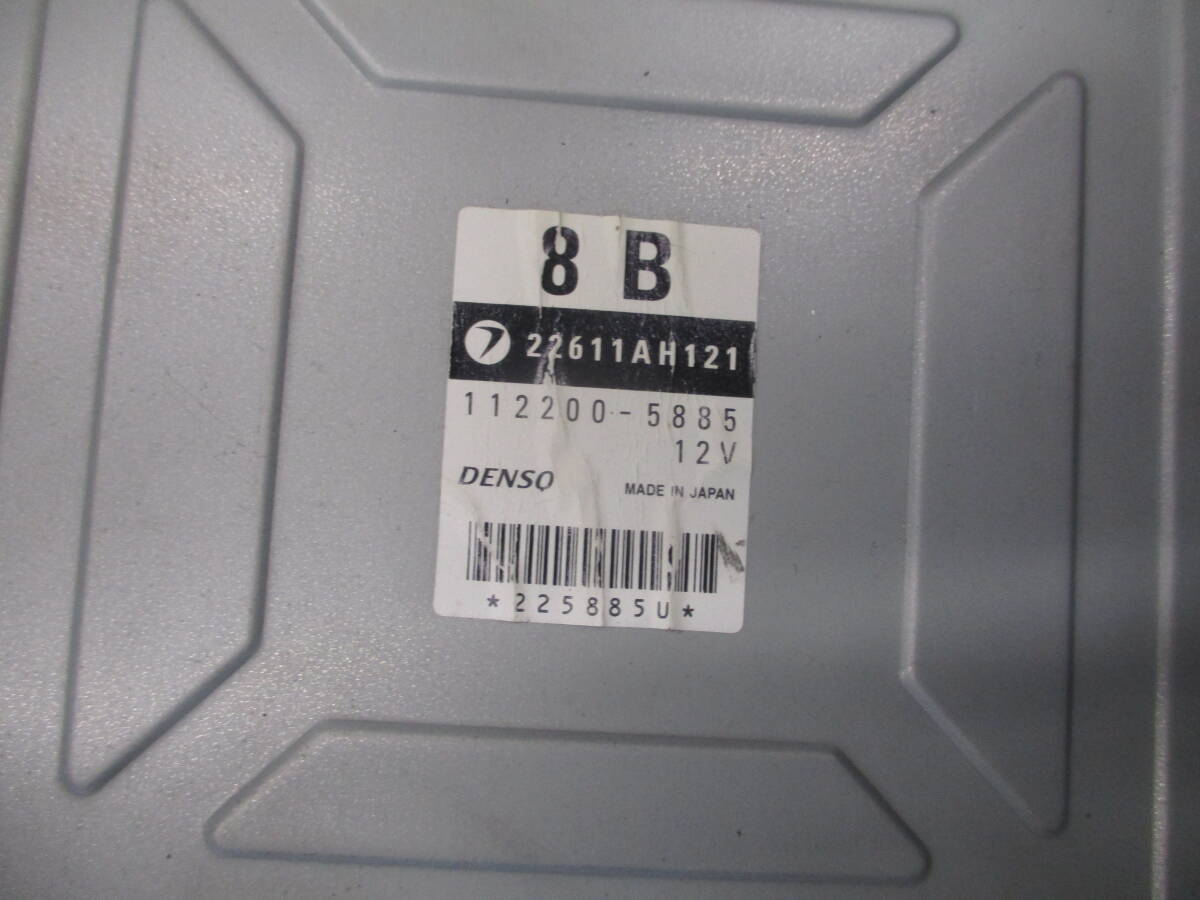 8 B
22611AH121
112200-5885
12V
DENSO
MADE IN JAPAN
*225885U*